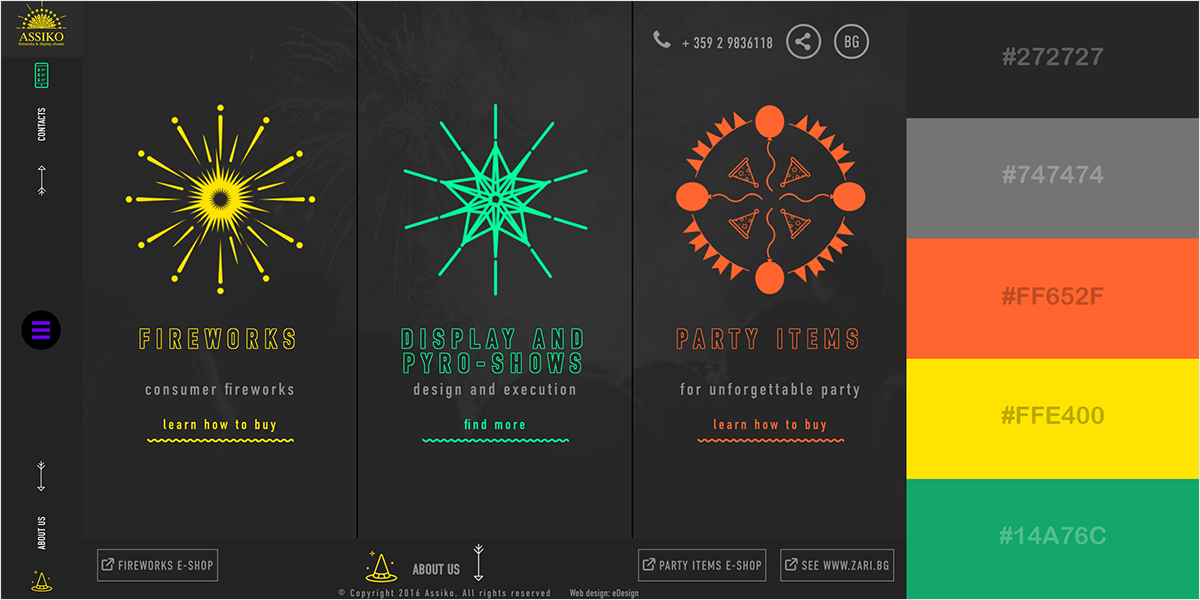 ASSIKO
fireworks & display shows
CONTACTS
ABOUT US
+ 359 2 9836118
BG
FIREWORKS
consumer fireworks
learn how to buy
DISPLAY AND
PYRO-SHOWS
design and execution
find more
PARTY ITEMS
for unforgettable party
learn how to buy
FIREWORKS E-SHOP
ABOUT US
PARTY ITEMS E-SHOP
SEE WWW.ZARI.BG
© Copyright 2016 Assiko. All rights reserved
Web design: eDesign
#272727
#747474
#FF652F
#FFE400
#14A76C